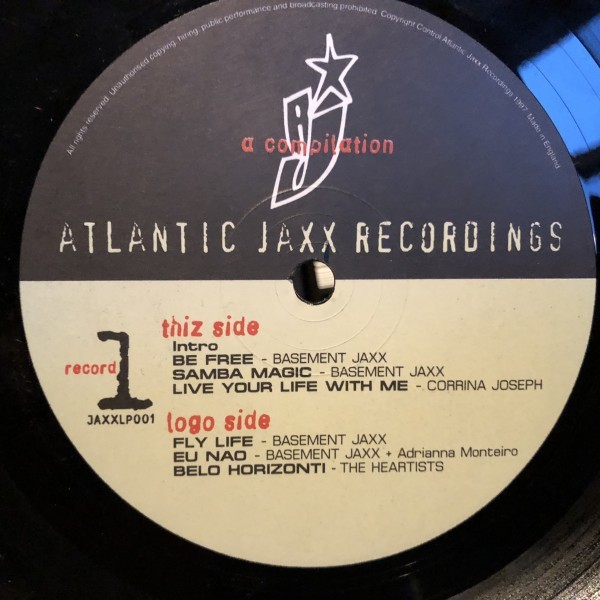 All rights reserved. Unauthorised copying, hiring, public performance and broadcasting prohibited. Copyright Control Atlantic Jaxx Recordings 1997. Made in England
AJ
a compilation
ATLANTIC JAXX RECORDINGS
record 1
JAXXLP001
thiz side
Intro
BE FREE - BASEMENT JAXX
SAMBA MAGIC - BASEMENT JAXX
LIVE YOUR LIFE WITH ME - CORRINA JOSEPH
logo side
FLY LIFE - BASEMENT JAXX
EU NAO - BASEMENT JAXX + Adrianna Monteiro
BELO HORIZONTI - THE HEARTISTS